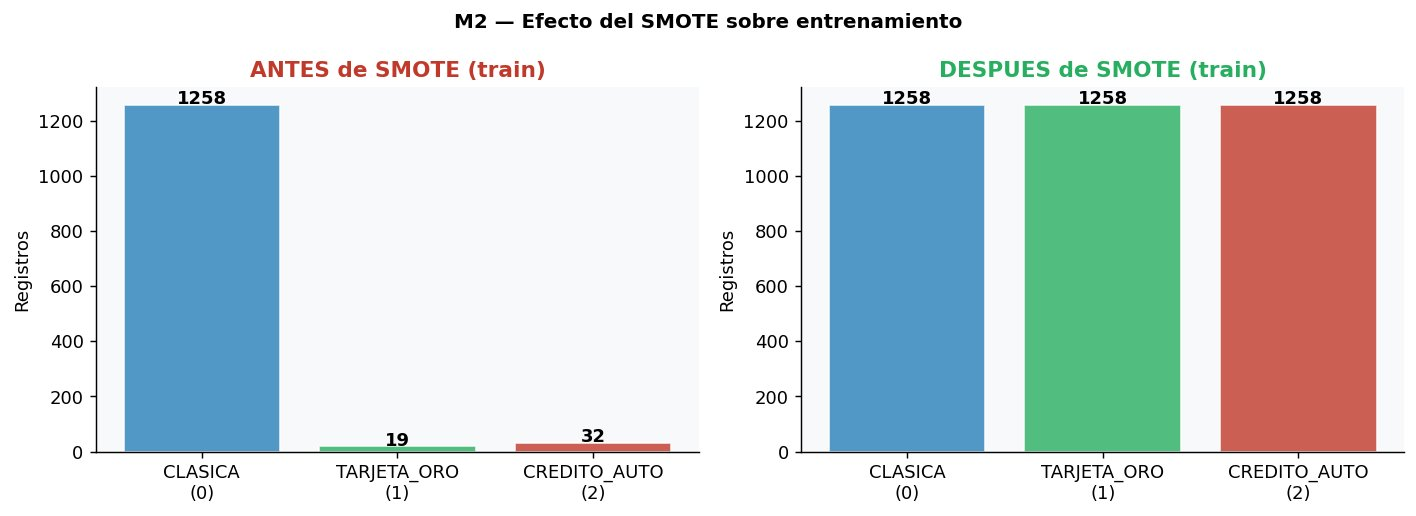 M2 — Efecto del SMOTE sobre entrenamiento
ANTES de SMOTE (train)
Registros
1200
1000
800
600
400
200
0
1258
19
32
CLASICA
(0)
TARJETA_ORO
(1)
CREDITO_AUTO
(2)
DESPUES de SMOTE (train)
Registros
1200
1000
800
600
400
200
0
1258
1258
1258
CLASICA
(0)
TARJETA_ORO
(1)
CREDITO_AUTO
(2)